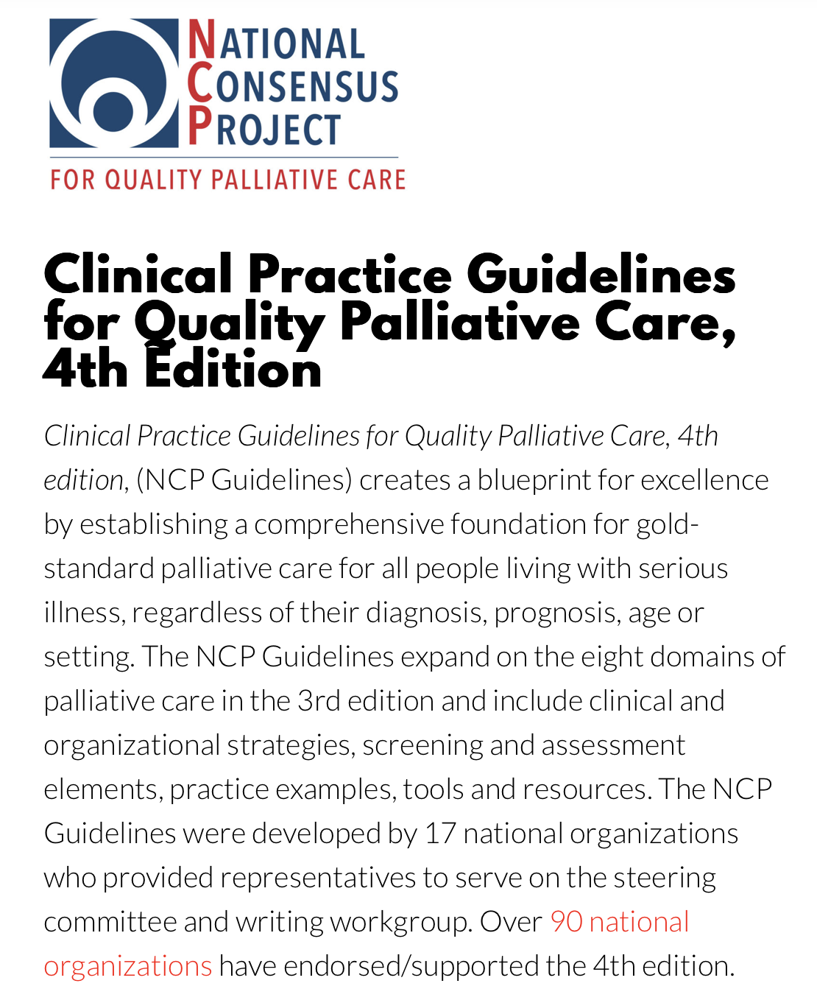 NATIONAL
CONSENSUS
PROJECT
FOR QUALITY PALLIATIVE CARE
Clinical Practice Guidelines
for Quality Palliative Care,
4th Edition
Clinical Practice Guidelines for Quality Palliative Care, 4th
edition, (NCP Guidelines) creates a blueprint for excellence
by establishing a comprehensive foundation for gold-
standard palliative care for all people living with serious
illness, regardless of their diagnosis, prognosis, age or
setting. The NCP Guidelines expand on the eight domains of
palliative care in the 3rd edition and include clinical and
organizational strategies, screening and assessment
elements, practice examples, tools and resources. The NCP
Guidelines were developed by 17 national organizations
who provided representatives to serve on the steering
committee and writing workgroup. Over 90 national
organizations have endorsed/supported the 4th edition.